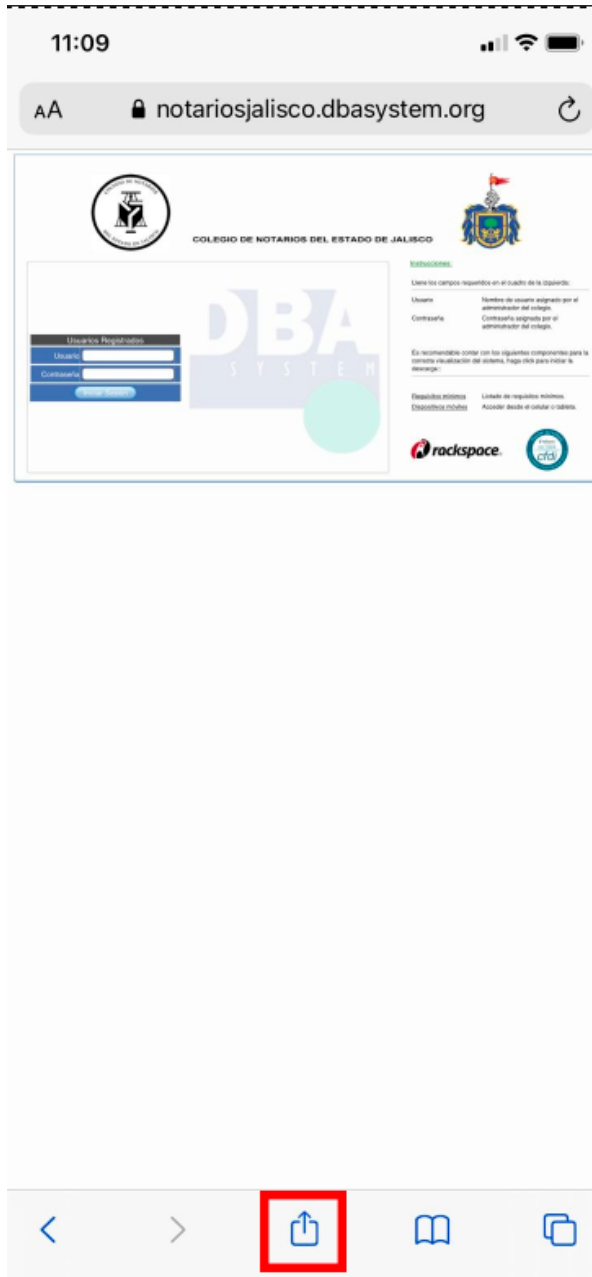 11:09
AA notariosjalisco.dbasystem.org
COLEGIO DE NOTARIOS DEL ESTADO DE JALISCO
Instrucciones:
Llene los campos requeridos en el cuadro de la izquierda:
Usuario Nombre de usuario asignado por el
administrador del colegio.
Contraseña Contraseña asignada por el
administrador del colegio.
DBA
SYSTEM
Usuarios Registrados
Usuario
Contraseña
Iniciar Sesión
Es recomendable contar con los siguientes componentes para la
correcta visualización del sistema, haga click para iniciar la
descarga:
Requisitos mínimos Listado de requisitos mínimos.
Dispositivos móviles Acceder desde el celular o tableta.
rackspace.
cfdi